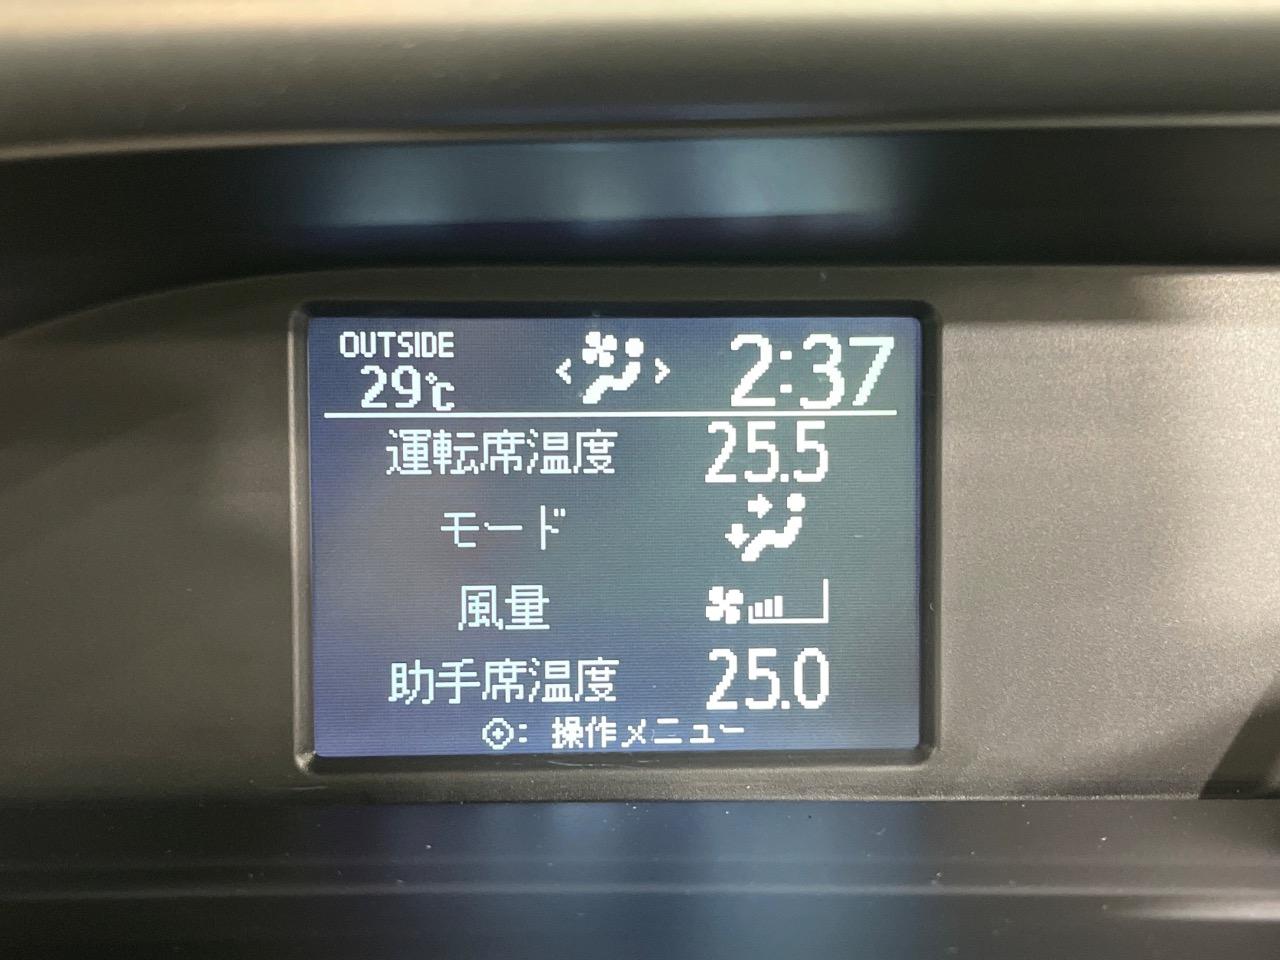 OUTSIDE
29℃ < > 2:37
運転席温度 25.5
モード
風量
助手席温度 25.0
: 操作メニュー